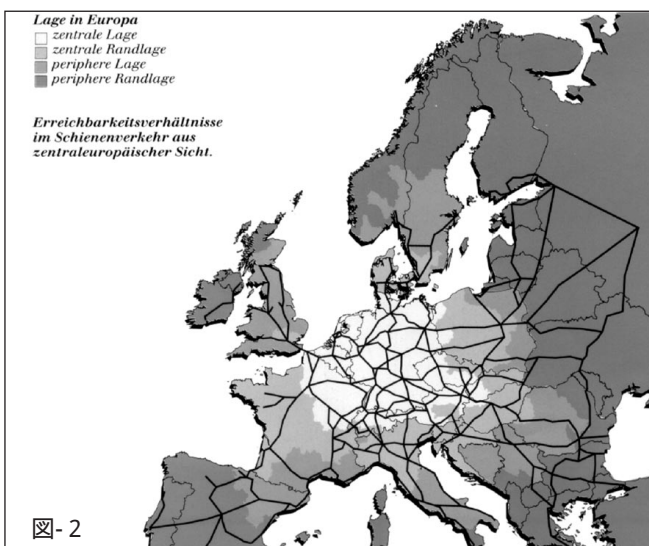 Lage in Europa
zentrale Lage
zentrale Randlage
periphere Lage
periphere Randlage
Erreichbarkeitsverhältnisse
im Schienenverkehr aus
zentraleuropäischer Sicht.
図-2